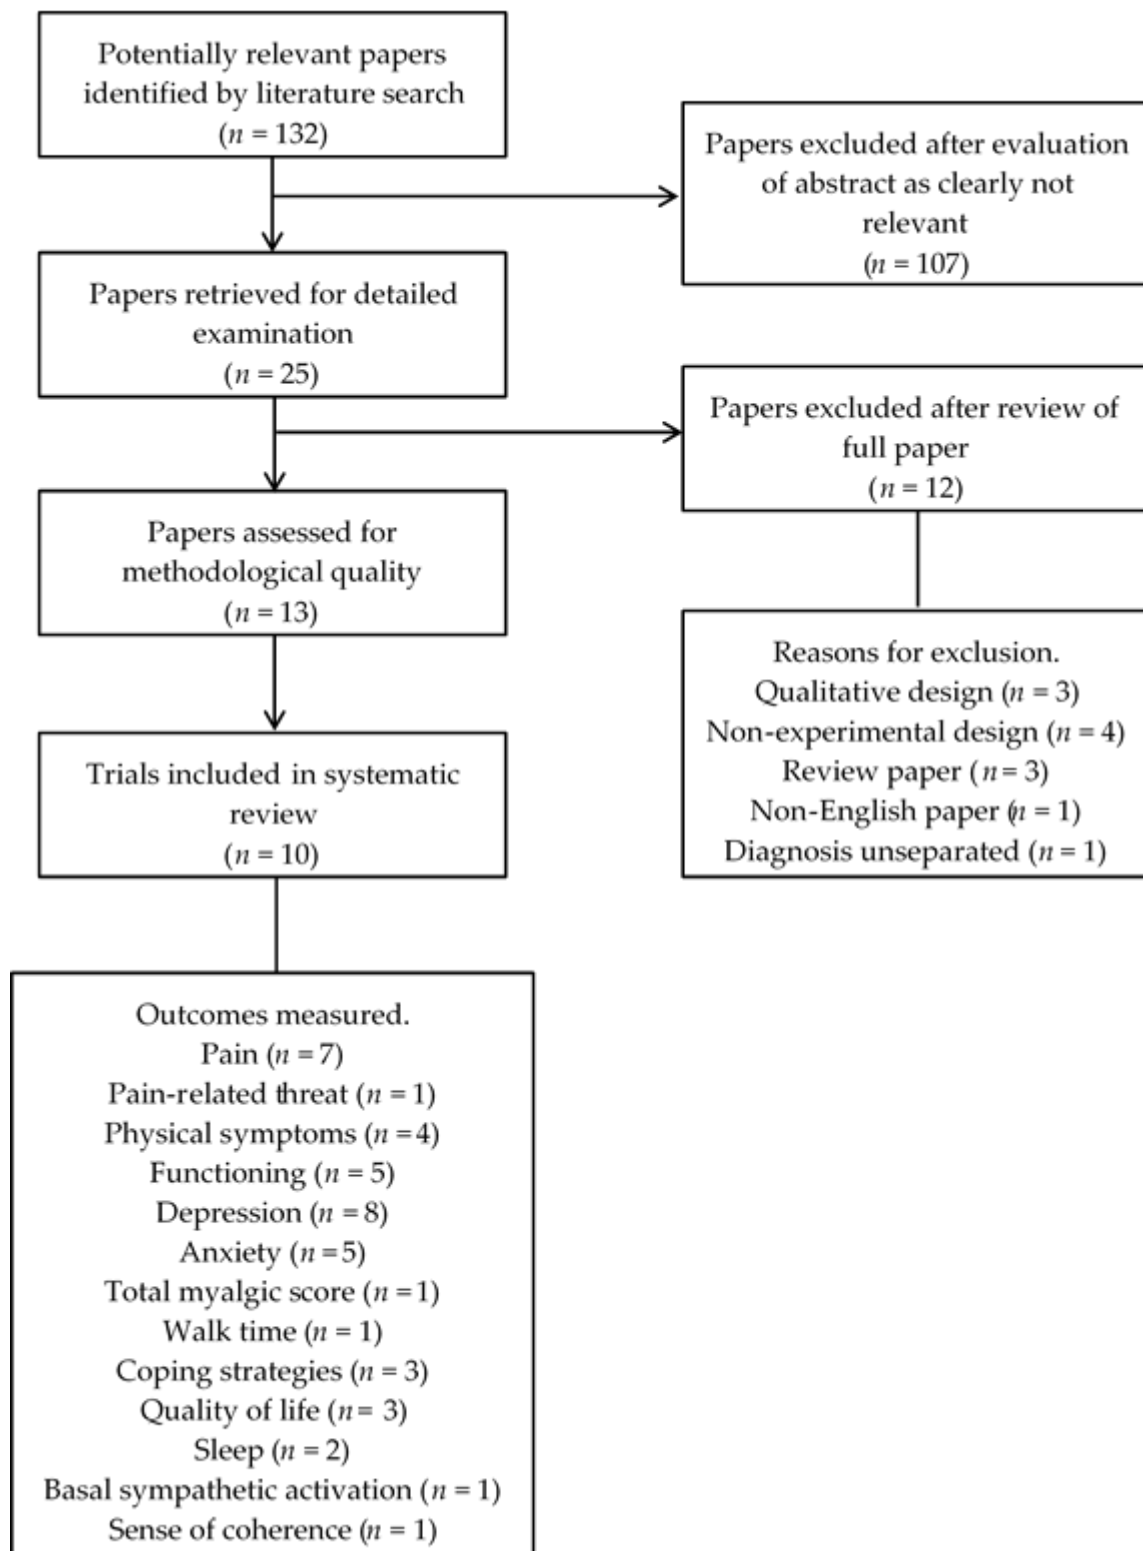 Potentially relevant papers
identified by literature search
(n = 132)
Papers excluded after evaluation
of abstract as clearly not
relevant
(n = 107)
Papers retrieved for detailed
examination
(n = 25)
Papers excluded after review of
full paper
(n = 12)
Papers assessed for
methodological quality
(n = 13)
Reasons for exclusion.
Qualitative design (n = 3)
Non-experimental design (n = 4)
Review paper (n = 3)
Non-English paper (n = 1)
Diagnosis unseparated (n = 1)
Trials included in systematic
review
(n = 10)
Outcomes measured.
Pain (n = 7)
Pain-related threat (n = 1)
Physical symptoms (n = 4)
Functioning (n = 5)
Depression (n = 8)
Anxiety (n = 5)
Total myalgic score (n = 1)
Walk time (n = 1)
Coping strategies (n = 3)
Quality of life (n = 3)
Sleep (n = 2)
Basal sympathetic activation (n = 1)
Sense of coherence (n = 1)